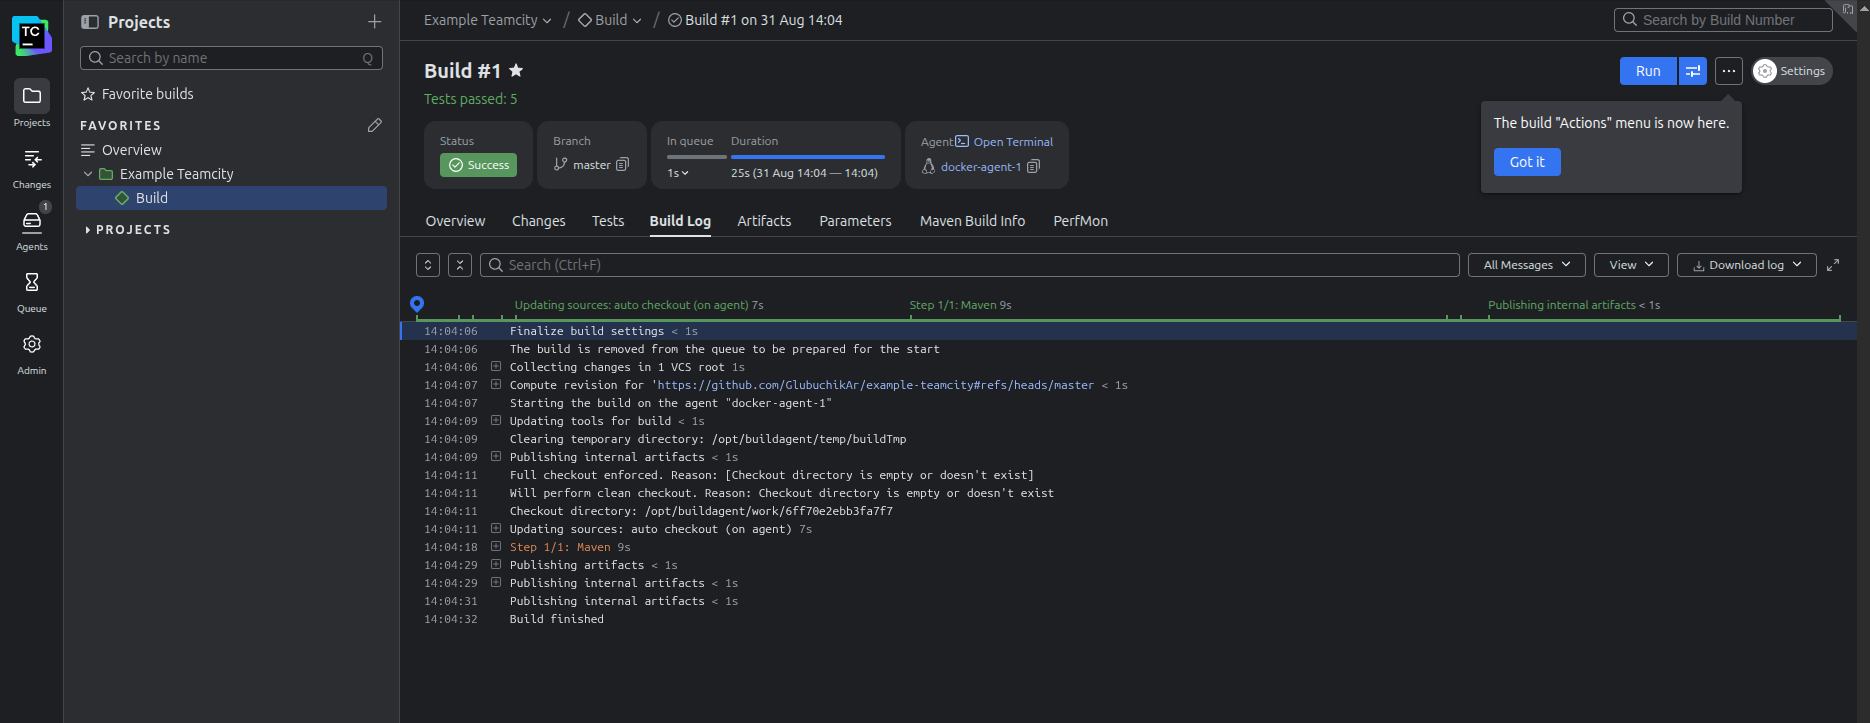 TC
Projects
Changes
1
Agents
Queue
Admin
Projects
Search by name
Q
Favorite builds
FAVORITES
Overview
Example Teamcity
Build
PROJECTS
Example Teamcity / Build / Build #1 on 31 Aug 14:04
Search by Build Number
Build #1
Run
...
Settings
Tests passed: 5
The build "Actions" menu is now here.
Got it
Status
Success
Branch
master
In queue Duration
1s 25s (31 Aug 14:04 — 14:04)
Agent Open Terminal
docker-agent-1
Overview Changes Tests Build Log Artifacts Parameters Maven Build Info PerfMon
Search (Ctrl+F)
All Messages View Download log
Updating sources: auto checkout (on agent) 7s Step 1/1: Maven 9s Publishing internal artifacts < 1s
14:04:06 Finalize build settings < 1s
14:04:06 The build is removed from the queue to be prepared for the start
14:04:06 Collecting changes in 1 VCS root 1s
14:04:07 Compute revision for 'https://github.com/GlubuchikAr/example-teamcity#refs/heads/master < 1s
14:04:07 Starting the build on the agent "docker-agent-1"
14:04:09 Updating tools for build < 1s
14:04:09 Clearing temporary directory: /opt/buildagent/temp/buildTmp
14:04:09 Publishing internal artifacts < 1s
14:04:11 Full checkout enforced. Reason: [Checkout directory is empty or doesn't exist]
14:04:11 Will perform clean checkout. Reason: Checkout directory is empty or doesn't exist
14:04:11 Checkout directory: /opt/buildagent/work/6ff70e2ebb3fa7f7
14:04:11 Updating sources: auto checkout (on agent) 7s
14:04:18 Step 1/1: Maven 9s
14:04:29 Publishing artifacts < 1s
14:04:29 Publishing internal artifacts < 1s
14:04:31 Publishing internal artifacts < 1s
14:04:32 Build finished